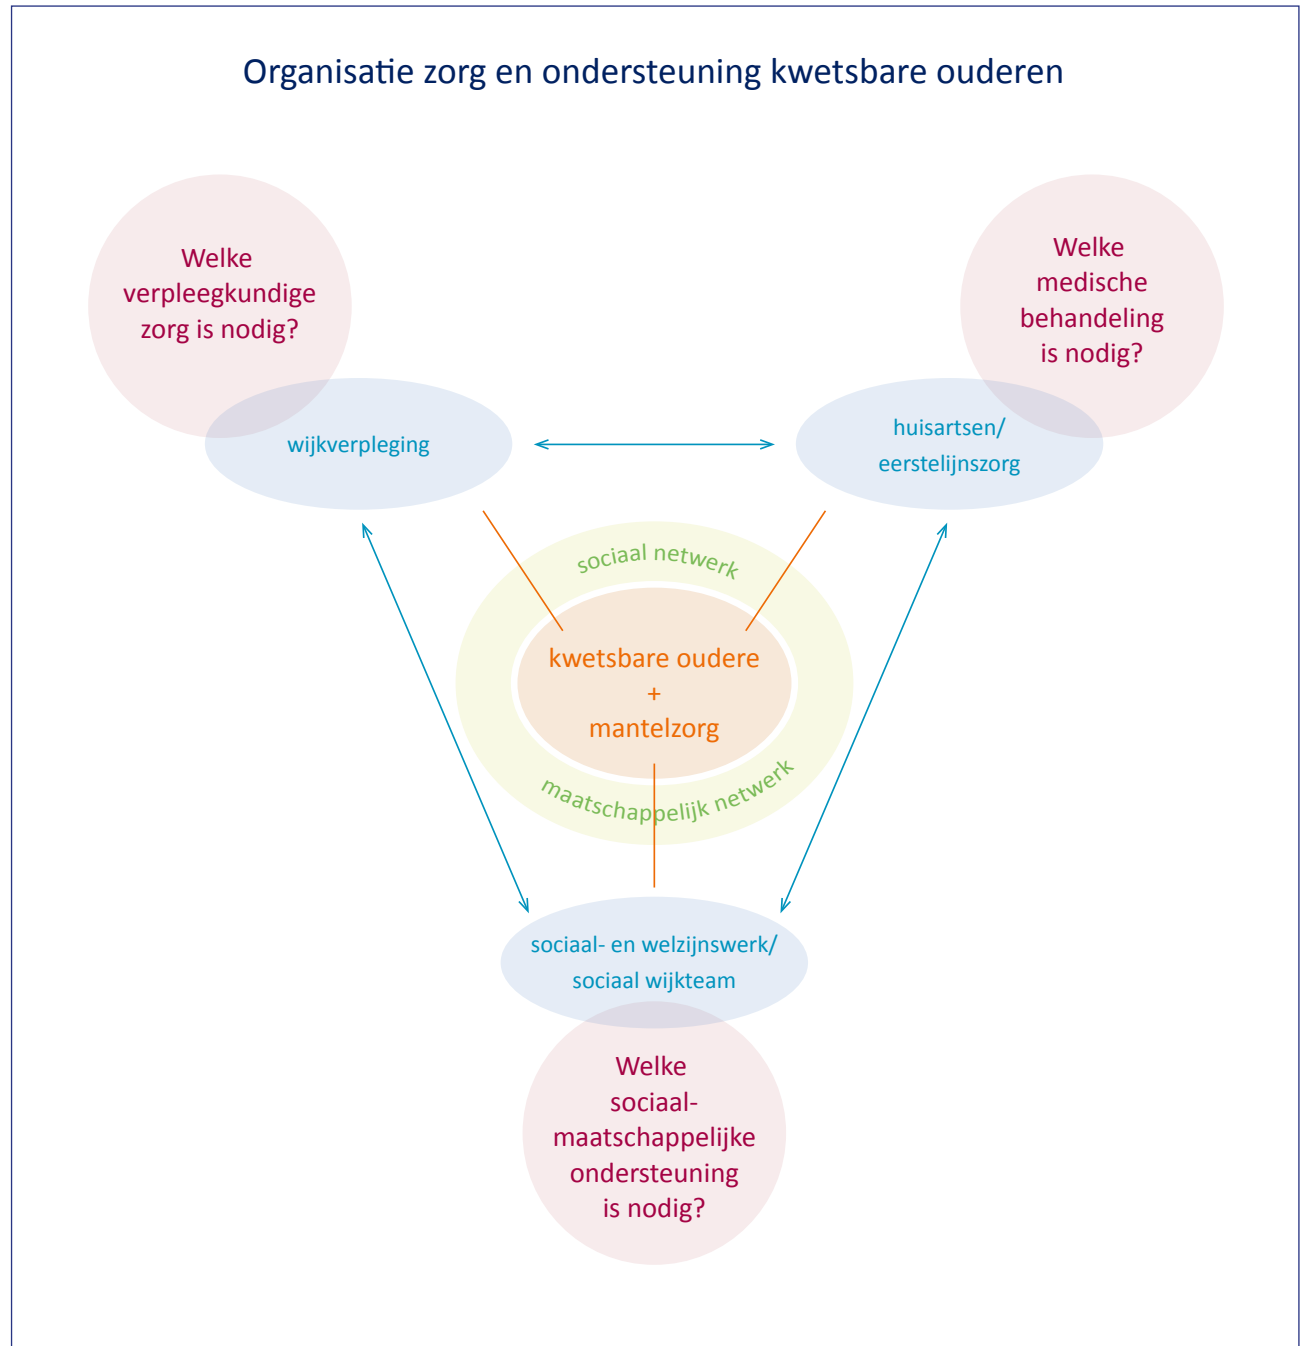 Organisatie zorg en ondersteuning kwetsbare ouderen
Welke
verpleegkundige
zorg is nodig?
Welke
medische
behandeling
is nodig?
wijkverpleging
huisartsen/
eerstelijnszorg
sociaal netwerk
kwetsbare oudere
+
mantelzorg
maatschappelijk netwerk
sociaal- en welzijnswerk/
sociaal wijkteam
Welke
sociaal-
maatschappelijke
ondersteuning
is nodig?